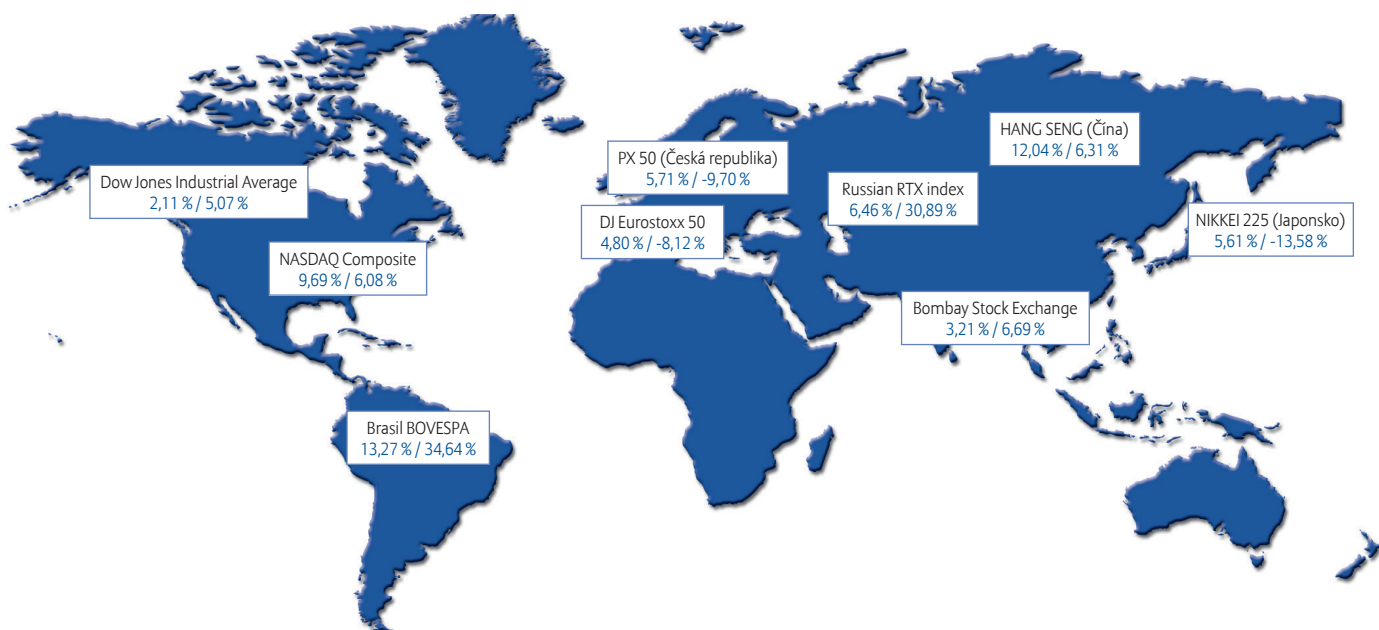 HANG SENG (Čína)
12,04 % / 6,31 %
PX 50 (Česká republika)
5,71 % / -9,70 %
Dow Jones Industrial Average
2,11 % / 5,07 %
Russian RTX index
6,46 % / 30,89 %
DJ Eurostoxx 50
4,80 % / -8,12 %
NIKKEI 225 (Japonsko)
5,61 % / -13,58 %
NASDAQ Composite
9,69 % / 6,08 %
Bombay Stock Exchange
3,21 % / 6,69 %
Brasil BOVESPA
13,27 % / 34,64 %